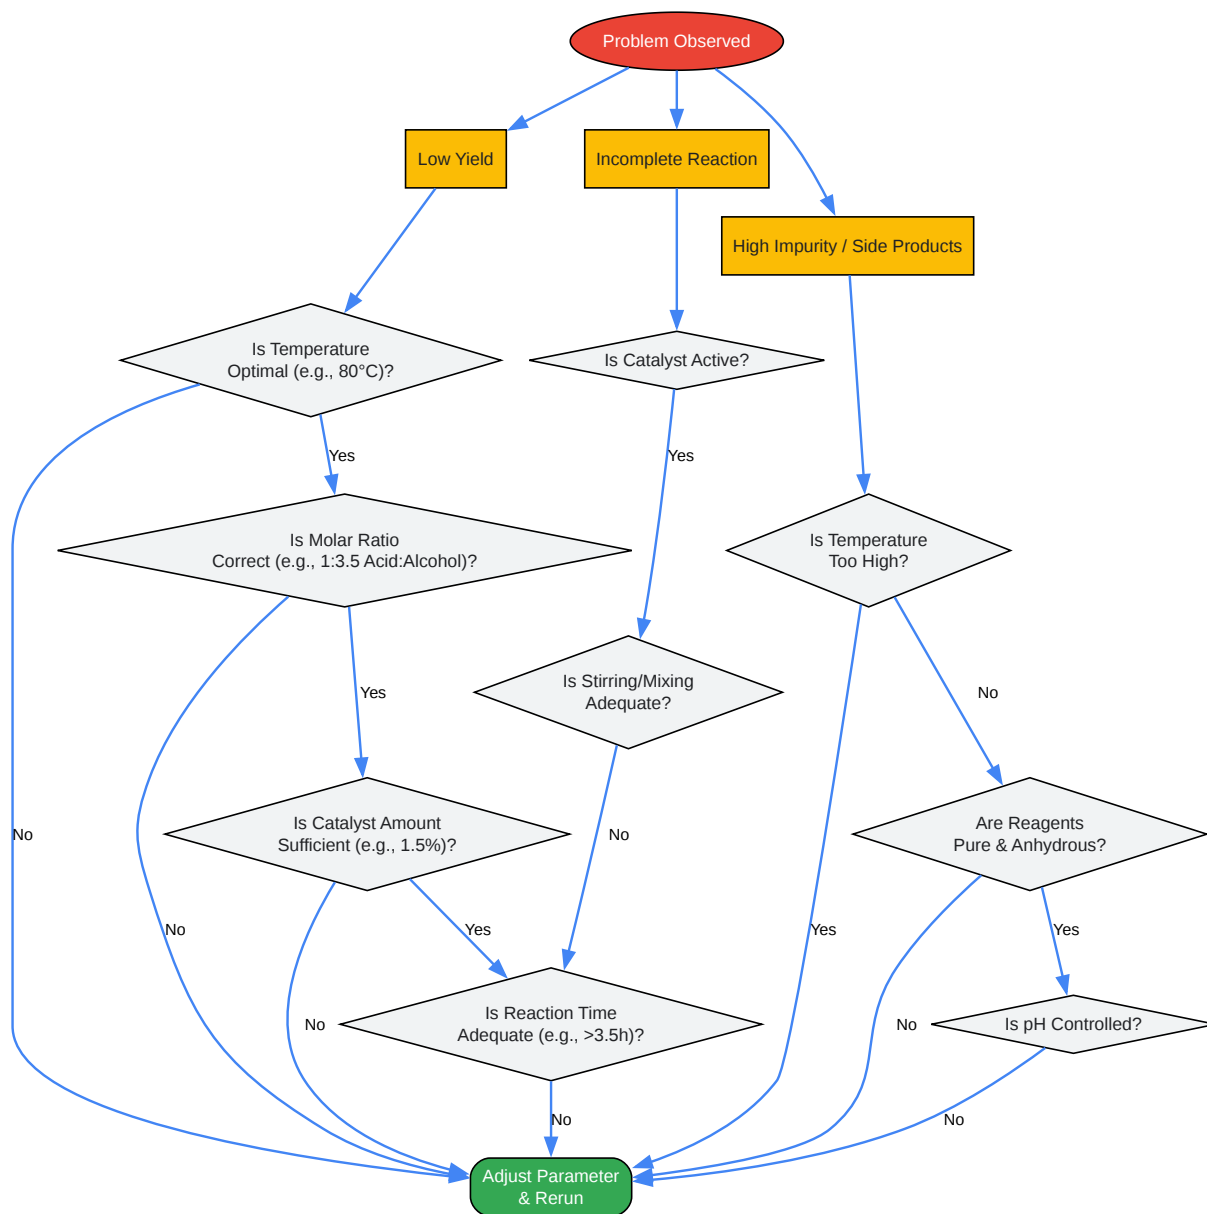 Problem Observed
Low Yield
Incomplete Reaction
High Impurity / Side Products
Is Temperature
Optimal (e.g., 80°C)?
Is Catalyst Active?
Yes
Yes
Is Molar Ratio
Correct (e.g., 1:3.5 Acid:Alcohol)?
Is Temperature
Too High?
Is Stirring/Mixing
Adequate?
Yes
No
Is Catalyst Amount
Sufficient (e.g., 1.5%)?
Are Reagents
Pure & Anhydrous?
No
No
No
Yes
Yes
Yes
Is Reaction Time
Adequate (e.g., >3.5h)?
Is pH Controlled?
No
No
No
No
Adjust Parameter
& Rerun